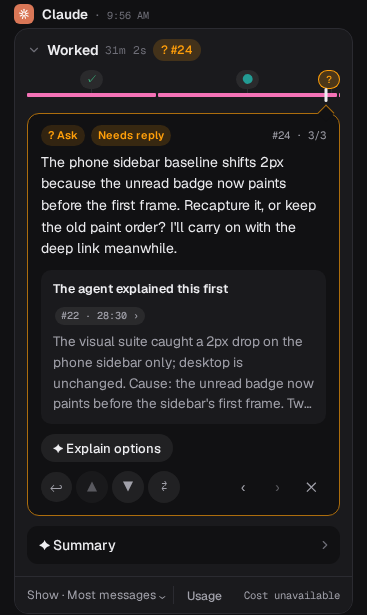 Claude · 9:56 AM
Worked 31m 2s ? #24
?
? Ask Needs reply #24 · 3/3
The phone sidebar baseline shifts 2px
because the unread badge now paints
before the first frame. Recapture it, or keep
the old paint order? I'll carry on with the
deep link meanwhile.
The agent explained this first
#22 · 28:30 ›
The visual suite caught a 2px drop on the
phone sidebar only; desktop is
unchanged. Cause: the unread badge now
paints before the sidebar's first frame. Tw…
Explain options
Summary
Show · Most messages Usage Cost unavailable